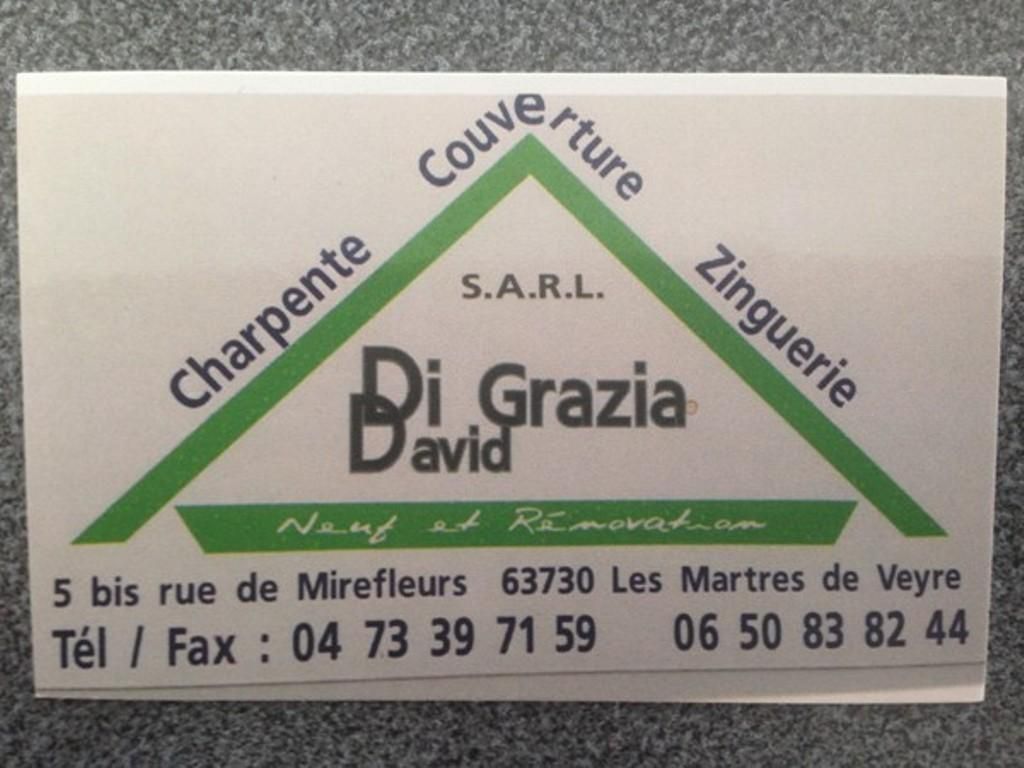 Couverture
Charpente
Zinguerie
S.A.R.L.
Di Grazia
David
Neuf et Rénovation
5 bis rue de Mirefleurs 63730 Les Martres de Veyre
Tél / Fax : 04 73 39 71 59 06 50 83 82 44